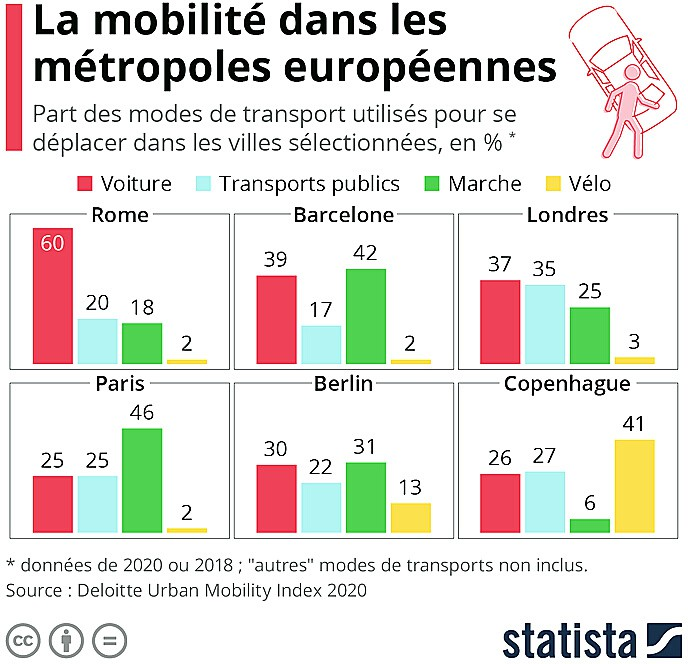 La mobilité dans les
métropoles européennes
Part des modes de transport utilisés pour se
déplacer dans les villes sélectionnées, en % *
Voiture Transports publics Marche Vélo
Rome Barcelone Londres
60 20 18 2 39 17 42 2 37 35 25 3
Paris Berlin Copenhague
25 25 46 2 30 22 31 13 26 27 6 41
* données de 2020 ou 2018 ; "autres" modes de transports non inclus.
Source : Deloitte Urban Mobility Index 2020
cc = statista